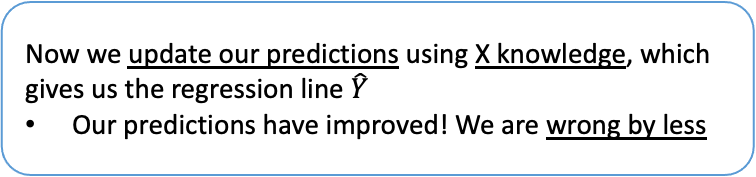 Now we update our predictions using X knowledge, which
gives us the regression line Ŷ
• Our predictions have improved! We are wrong by less